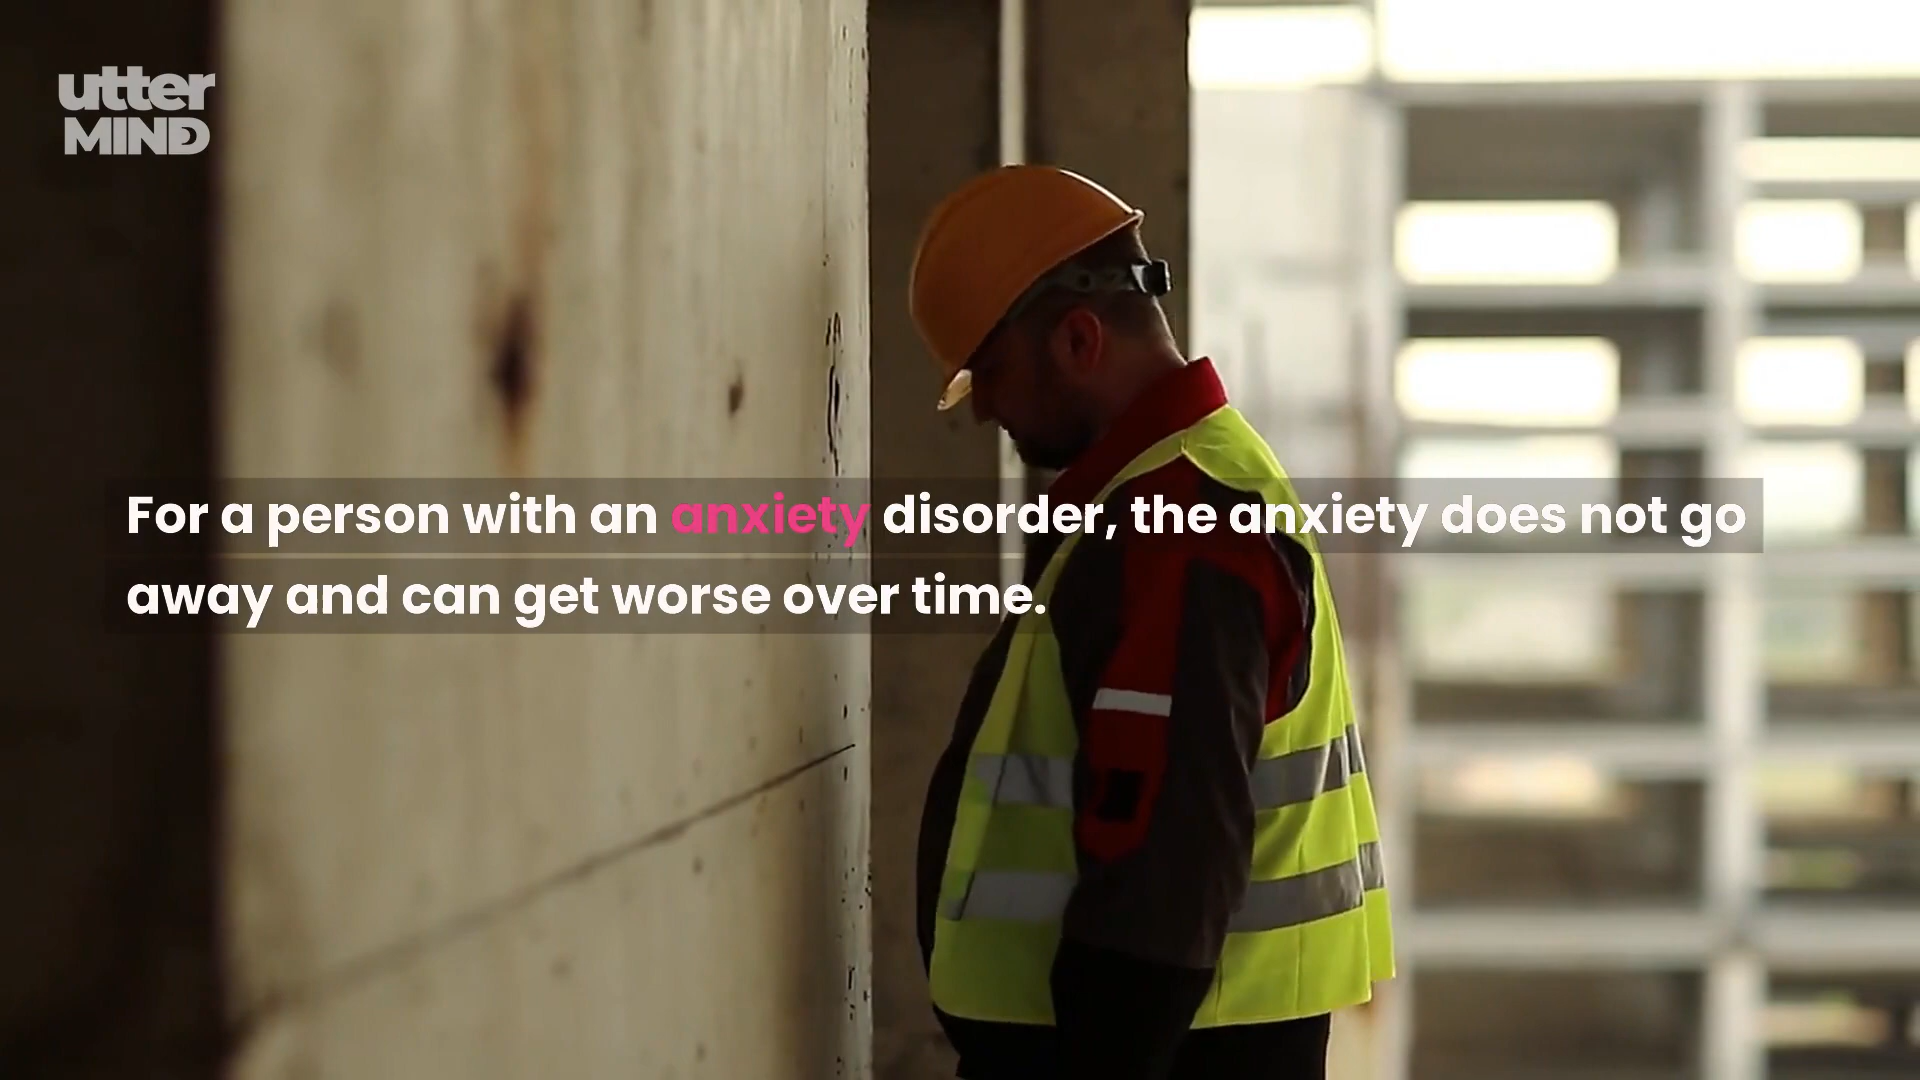 utter
MIND
For a person with an anxiety disorder, the anxiety does not go
away and can get worse over time.